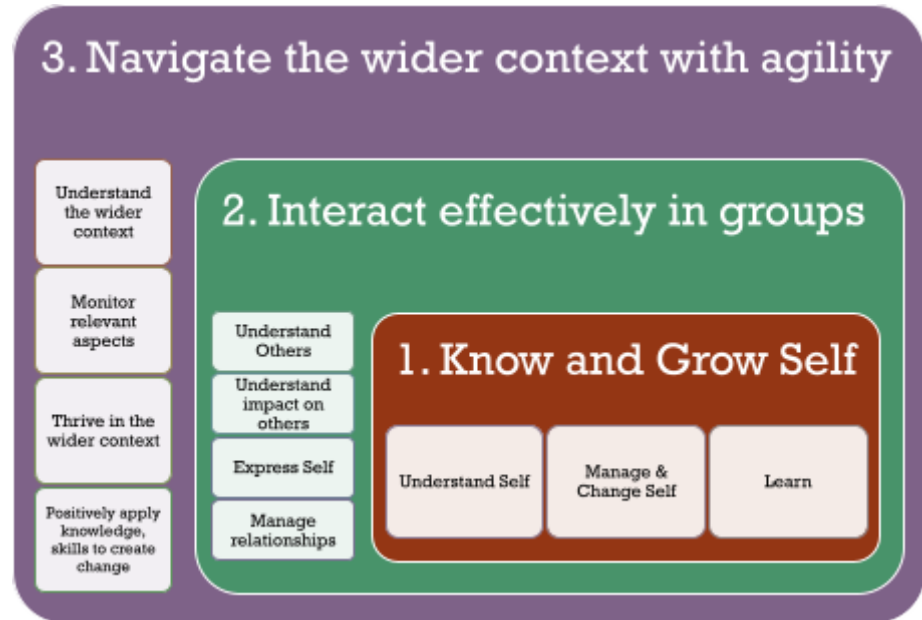 3. Navigate the wider context with agility
Understand
the wider
context
Monitor
relevant
aspects
Thrive in the
wider context
Positively apply
knowledge,
skills to create
change
2. Interact effectively in groups
Understand
Others
Understand
impact on
others
Express Self
Manage
relationships
1. Know and Grow Self
Understand Self
Manage &
Change Self
Learn